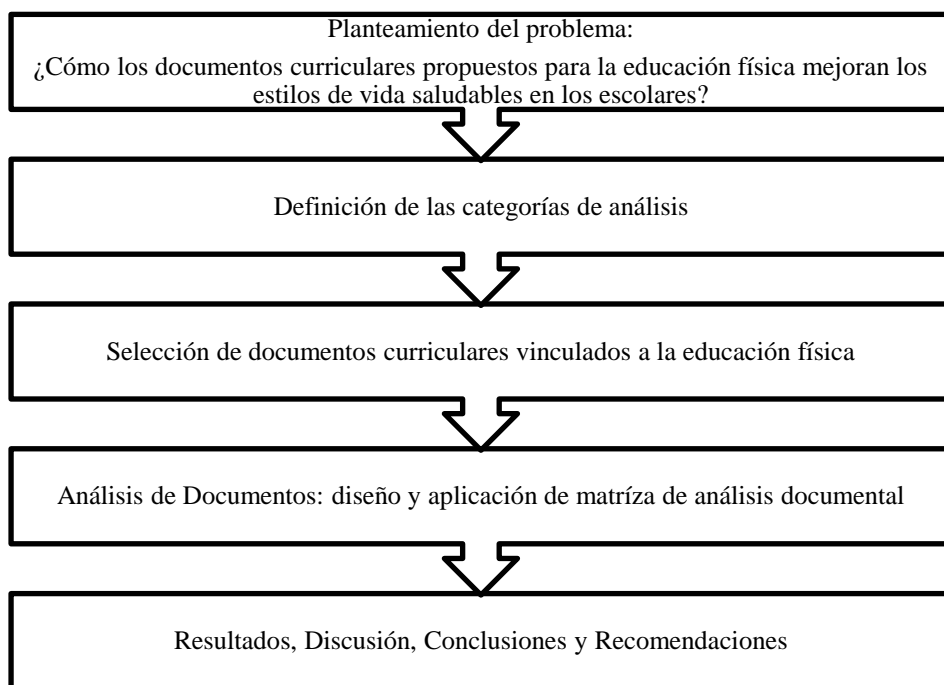 Planteamiento del problema:
¿Cómo los documentos curriculares propuestos para la educación física mejoran los
estilos de vida saludables en los escolares?
Definición de las categorías de análisis
Selección de documentos curriculares vinculados a la educación física
Análisis de Documentos: diseño y aplicación de matríza de análisis documental
Resultados, Discusión, Conclusiones y Recomendaciones